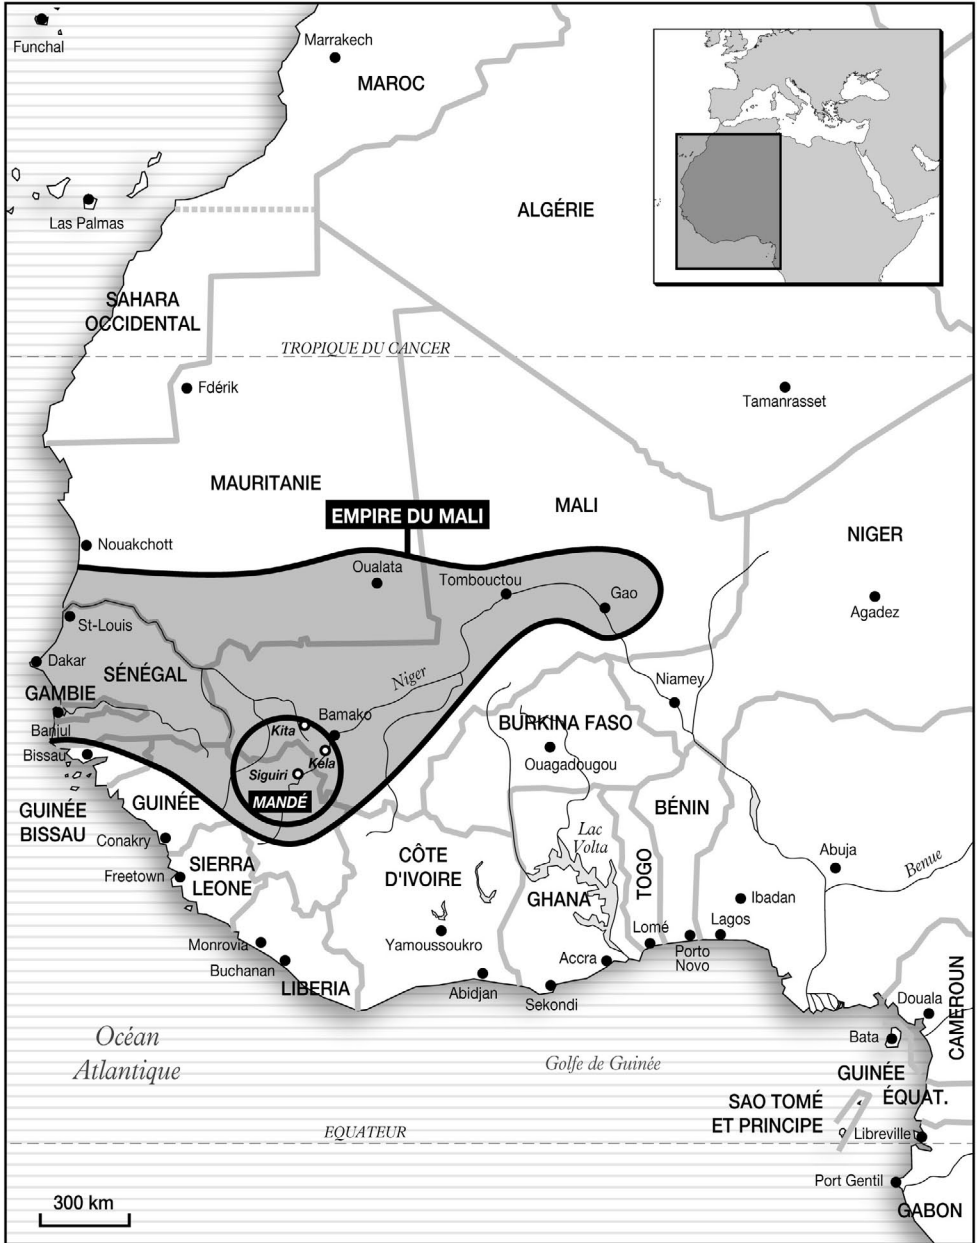 Funchal
Marrakech
MAROC
Las Palmas
ALGÉRIE
SAHARA
OCCIDENTAL
TROPIQUE DU CANCER
Fdérik
Tamanrasset
MAURITANIE
EMPIRE DU MALI
MALI
NIGER
Nouakchott
Oualata
Tombouctou
Gao
Agadez
St-Louis
Dakar
SÉNÉGAL
Niger
Niamey
GAMBIE
Banjul
Bissau
Kita
Bamako
Kéla
Siguiri
MANDÉ
BURKINA FASO
Ouagadougou
GUINÉE
BISSAU
GUINÉE
BÉNIN
Conakry
Freetown
SIERRA
LEONE
CÔTE
D'IVOIRE
Lac
Volta
GHANA
TOGO
Abuja
Benue
Ibadan
Lagos
Lomé
Porto
Novo
Monrovia
Buchanan
LIBERIA
Yamoussoukro
Abidjan
Accra
Sekondi
Douala
CAMEROUN
Bata
Océan
Atlantique
Golfe de Guinée
GUINÉE
ÉQUAT.
SAO TOMÉ
ET PRINCIPE
Libreville
EQUATEUR
Port Gentil
GABON
300 km